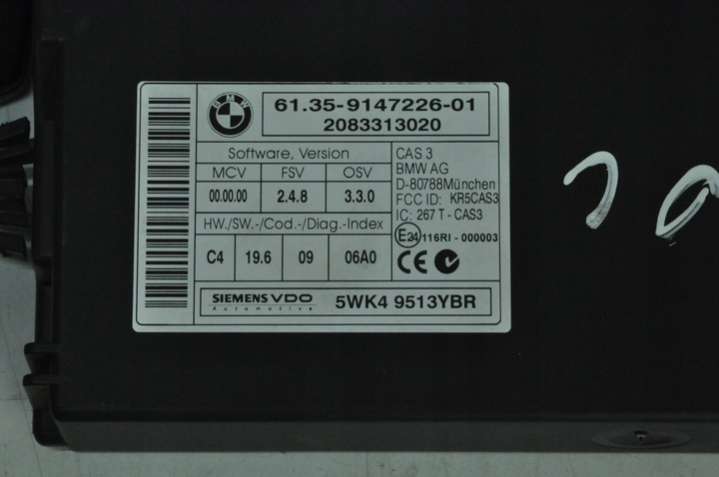 BMW
61.35-9147226-01
2083313020
Software, Version
MCV FSV OSV
00.00.00 2.4.8 3.3.0
HW./SW.-/Cod.-/Diag.-Index
C4 19.6 09 06A0
CAS 3
BMW AG
D-80788München
FCC ID: KR5CAS3
IC: 267 T - CAS3
E24 116RI - 000003
CE
SIEMENS VDO
Automotive
5WK4 9513YBR